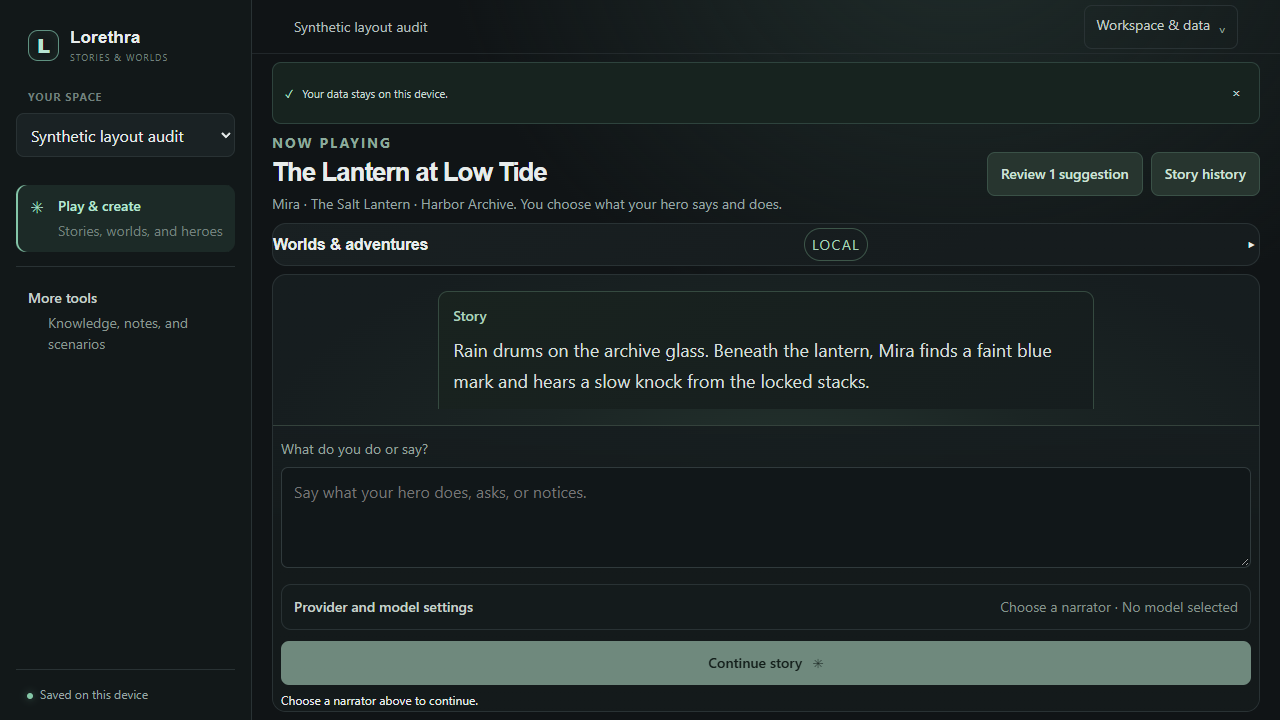 L
Lorethra
STORIES & WORLDS
YOUR SPACE
Synthetic layout audit
Play & create
Stories, worlds, and heroes
More tools
Knowledge, notes, and
scenarios
Saved on this device
Synthetic layout audit
Workspace & data
✓ Your data stays on this device.
×
NOW PLAYING
The Lantern at Low Tide
Mira · The Salt Lantern · Harbor Archive. You choose what your hero says and does.
Review 1 suggestion
Story history
Worlds & adventures
LOCAL
Story
Rain drums on the archive glass. Beneath the lantern, Mira finds a faint blue
mark and hears a slow knock from the locked stacks.
What do you do or say?
Say what your hero does, asks, or notices.
Provider and model settings
Choose a narrator · No model selected
Continue story
Choose a narrator above to continue.